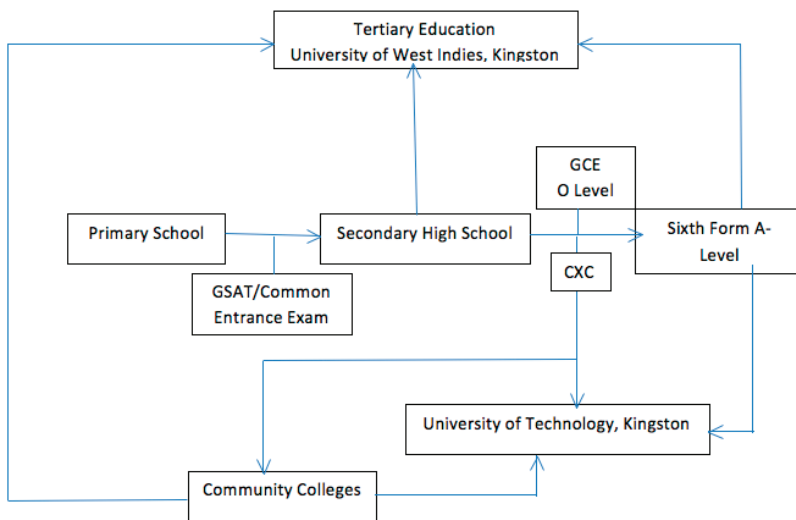 Tertiary Education
University of West Indies, Kingston
GCE
O Level
Primary School
Secondary High School
Sixth Form A-
Level
GSAT/Common
Entrance Exam
CXC
University of Technology, Kingston
Community Colleges